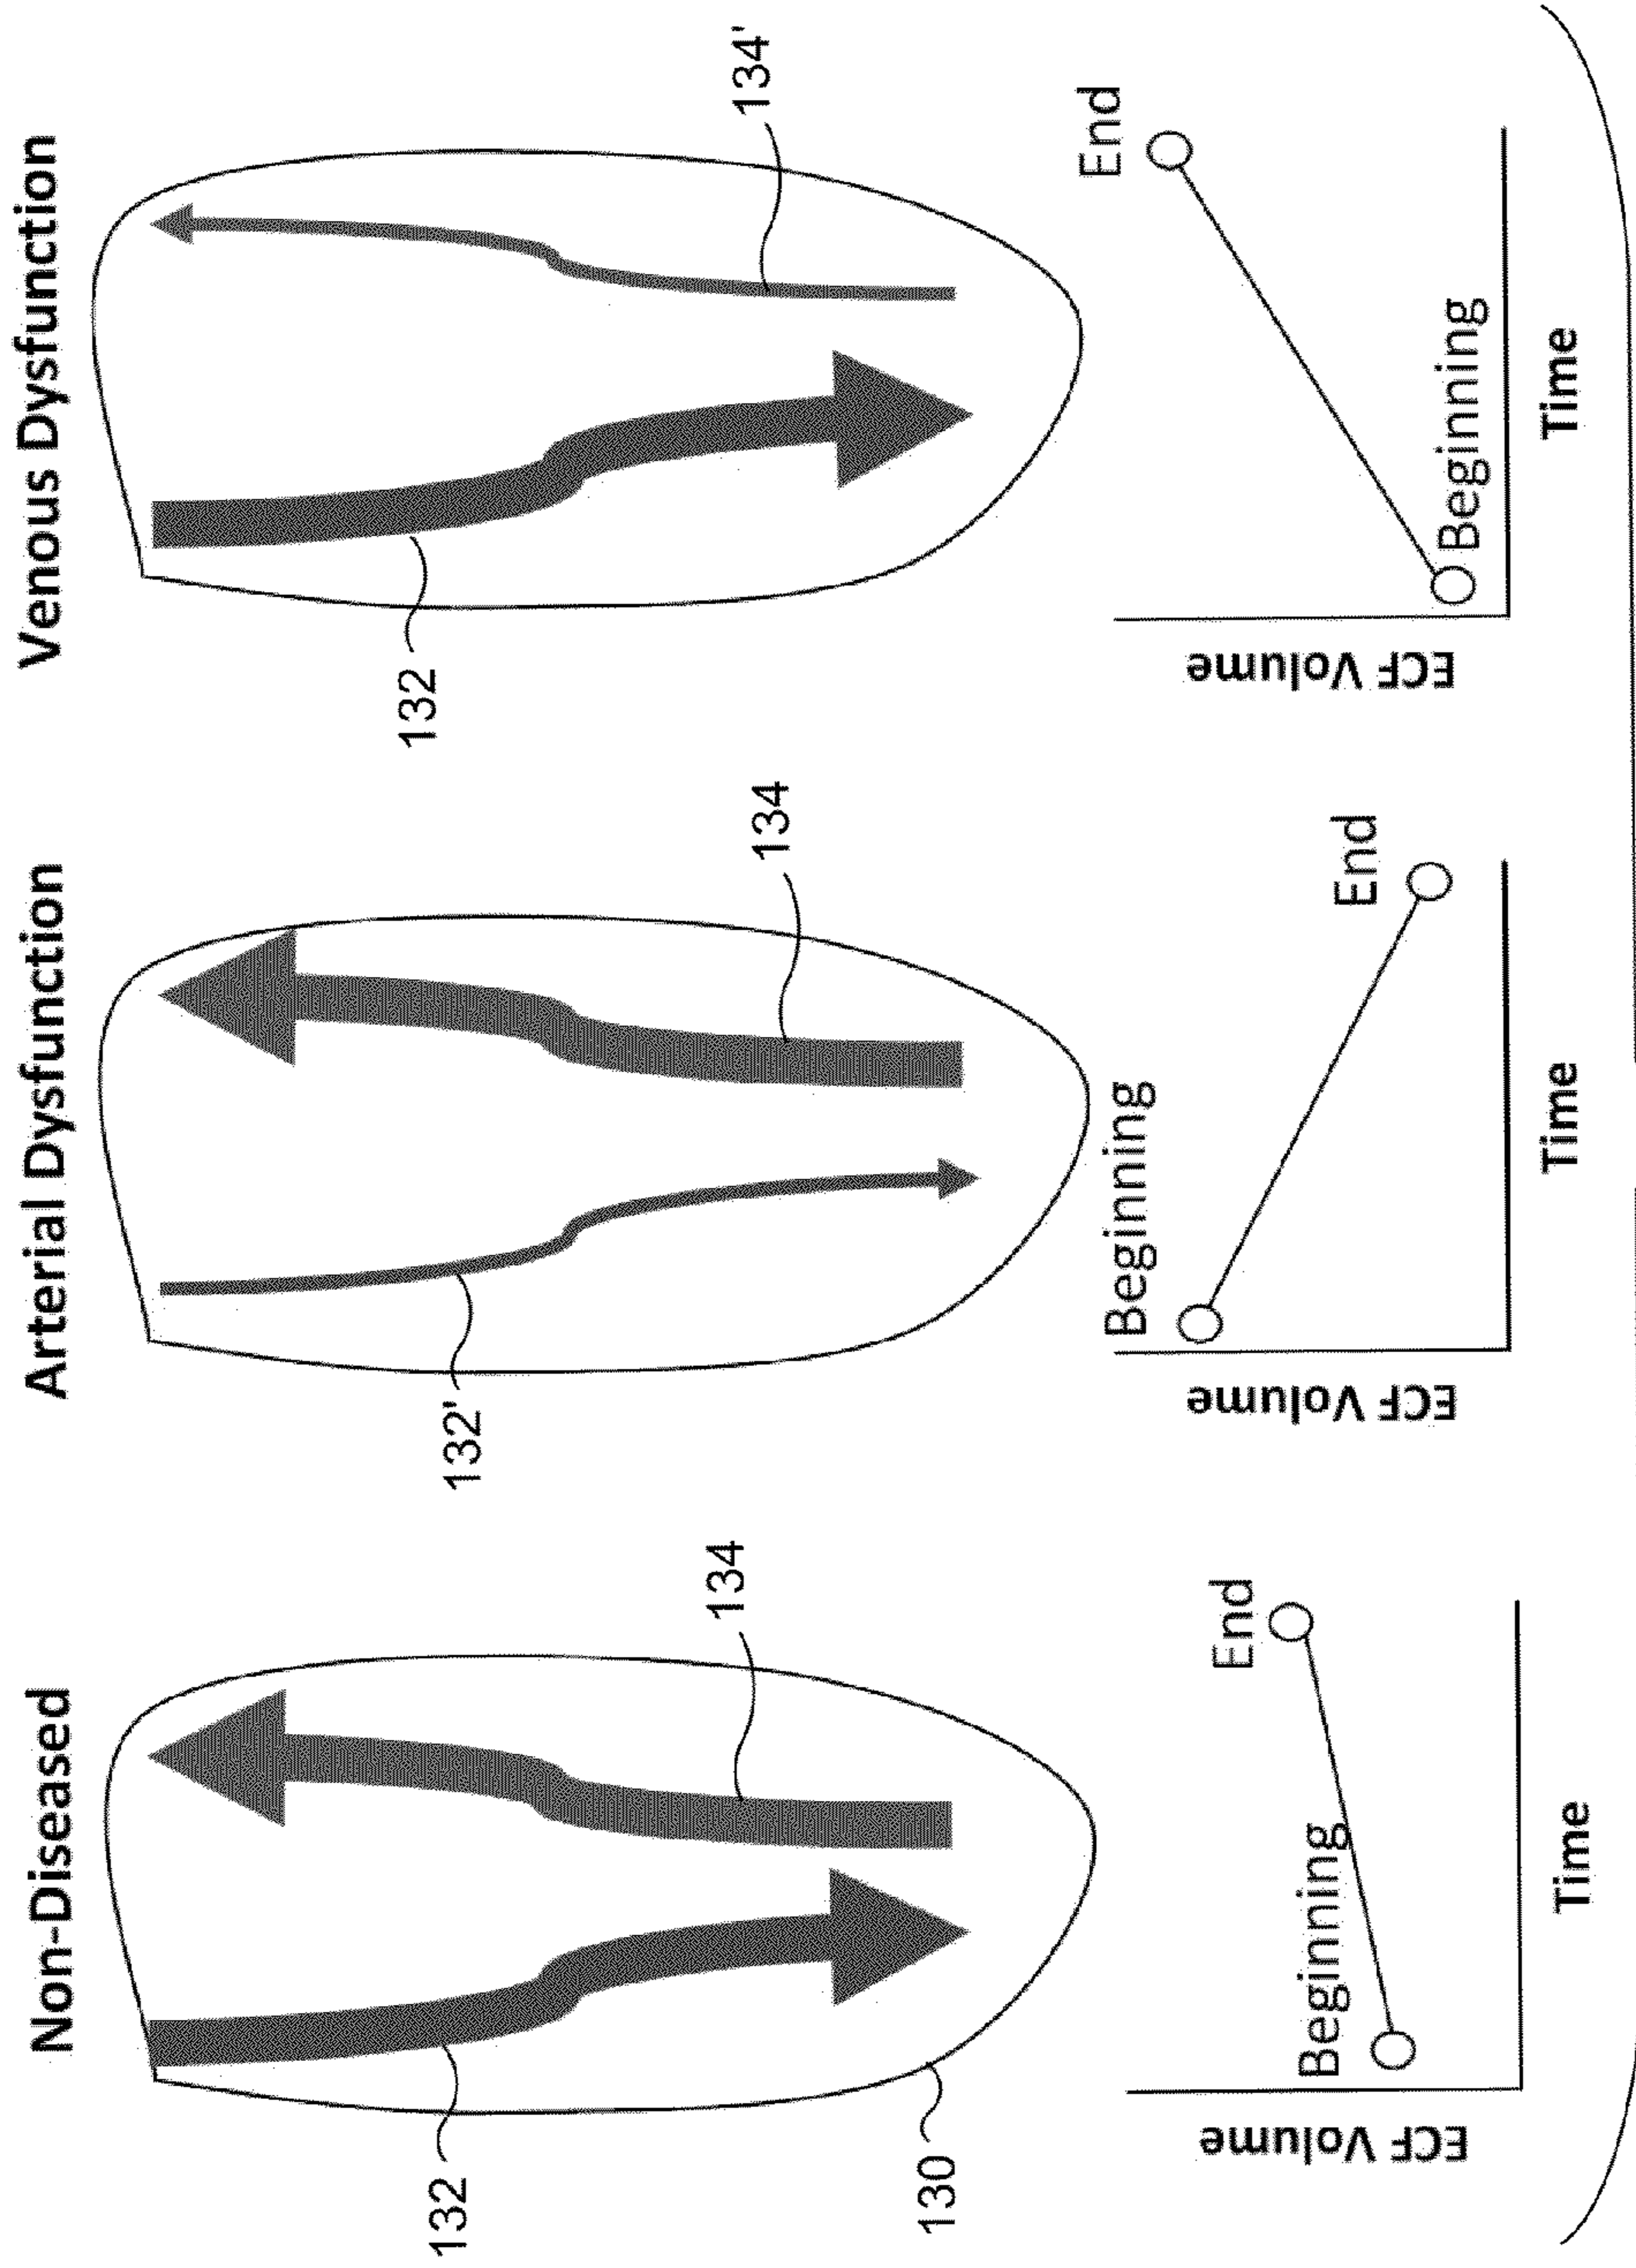 Non-Diseased
132
134
130
ECF Volume
Beginning
End
Time
Arterial Dysfunction
132'
134
ECF Volume
Beginning
End
Time
Venous Dysfunction
132
134'
ECF Volume
Beginning
End
Time